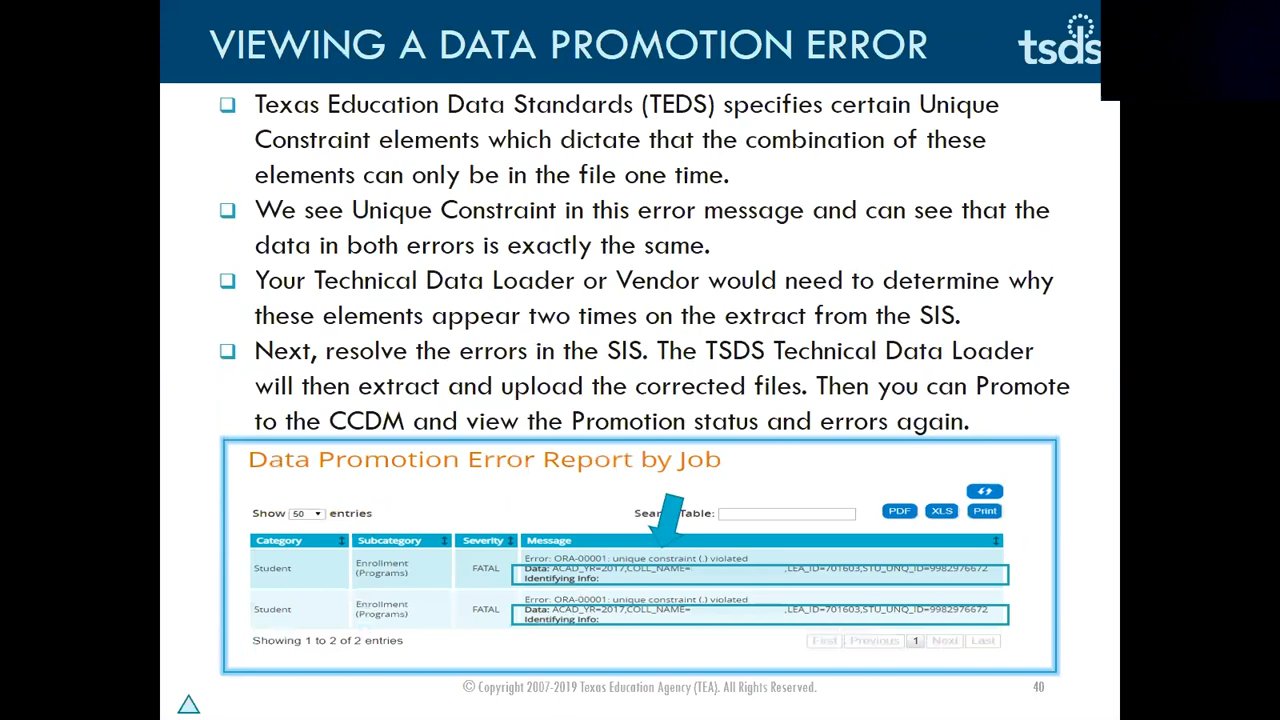 VIEWING A DATA PROMOTION ERROR
tsds
Texas Education Data Standards (TEDS) specifies certain Unique
Constraint elements which dictate that the combination of these
elements can only be in the file one time.
We see Unique Constraint in this error message and can see that the
data in both errors is exactly the same.
Your Technical Data Loader or Vendor would need to determine why
these elements appear two times on the extract from the SIS.
Next, resolve the errors in the SIS. The TSDS Technical Data Loader
will then extract and upload the corrected files. Then you can Promote
to the CCDM and view the Promotion status and errors again.
Data Promotion Error Report by Job
Show 50 entries Sea Table: PDF XLS Print
Category Subcategory Severity Message
Error: ORA-00001: unique constraint (.) violated
Student Enrollment (Programs) FATAL Data: ACAD_YR=2017,COLL_NAME= ,LEA_ID=701603,STU_UNQ_ID=9982976672
Identifying Info:
Error: ORA-00001: unique constraint (.) violated
Student Enrollment (Programs) FATAL Data: ACAD_YR=2017,COLL_NAME= ,LEA_ID=701603,STU_UNQ_ID=9982976672
Identifying Info:
Showing 1 to 2 of 2 entries First Previous 1 Next Last
© Copyright 2007-2019 Texas Education Agency (TEA). All Rights Reserved. 40